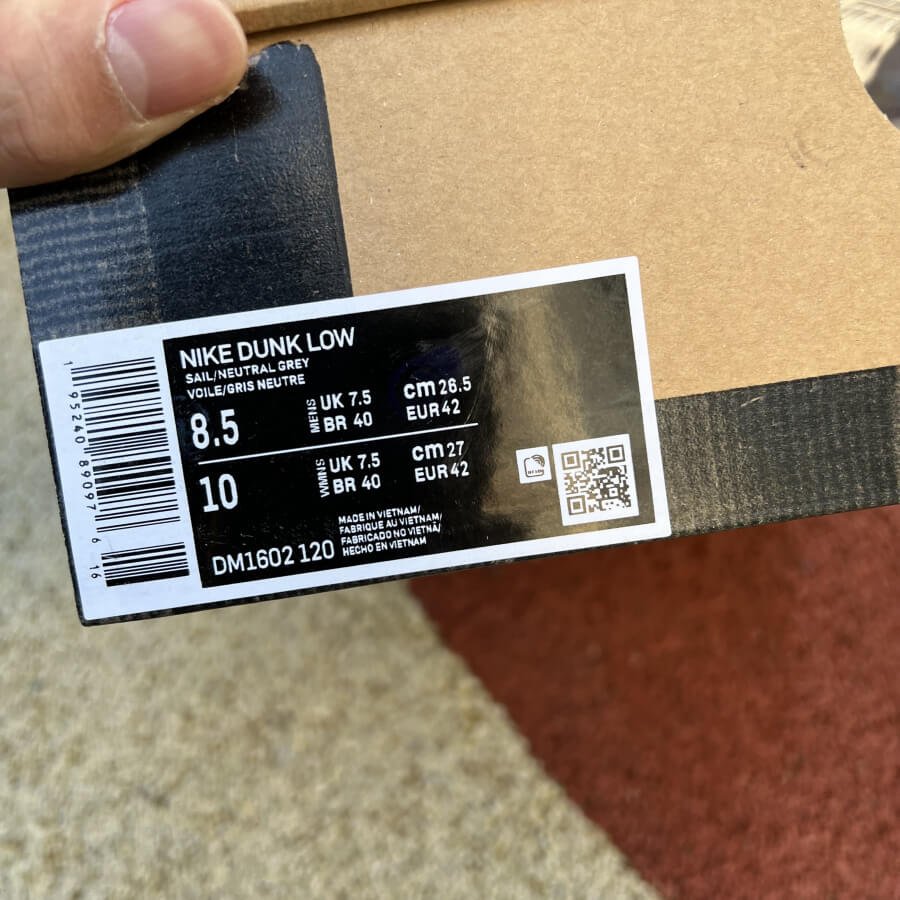 NIKE DUNK LOW
SAIL/NEUTRAL GREY
VOILE/GRIS NEUTRE
8.5
MENS
UK 7.5
BR 40
cm 26.5
EUR 42
10
WMNS
UK 7.5
BR 40
cm 27
EUR 42
DM1602 120
MADE IN VIETNAM/
FABRIQUE AU VIETNAM/
FABRICADO NO VIETNÃ/
HECHO EN VIETNAM
1 95240 89097 6 16